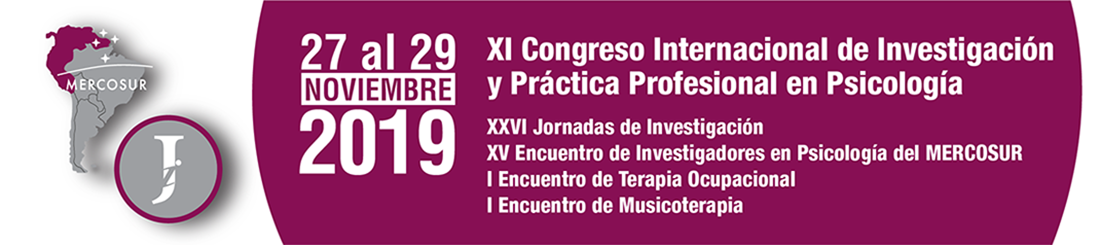 MERCOSUR
Ji
27 al 29
NOVIEMBRE
2019
XI Congreso Internacional de Investigación
y Práctica Profesional en Psicología
XXVI Jornadas de Investigación
XV Encuentro de Investigadores en Psicología del MERCOSUR
I Encuentro de Terapia Ocupacional
I Encuentro de Musicoterapia